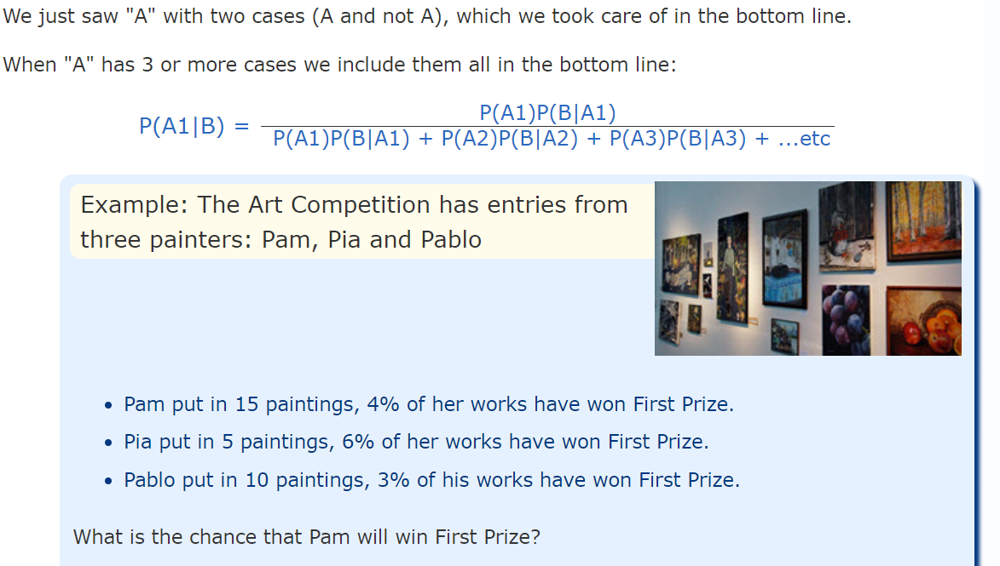 We just saw "A" with two cases (A and not A), which we took care of in the bottom line.
When "A" has 3 or more cases we include them all in the bottom line:
P(A1|B) = P(A1)P(B|A1)
P(A1)P(B|A1) + P(A2)P(B|A2) + P(A3)P(B|A3) + ...etc
Example: The Art Competition has entries from
three painters: Pam, Pia and Pablo
• Pam put in 15 paintings, 4% of her works have won First Prize.
• Pia put in 5 paintings, 6% of her works have won First Prize.
• Pablo put in 10 paintings, 3% of his works have won First Prize.
What is the chance that Pam will win First Prize?